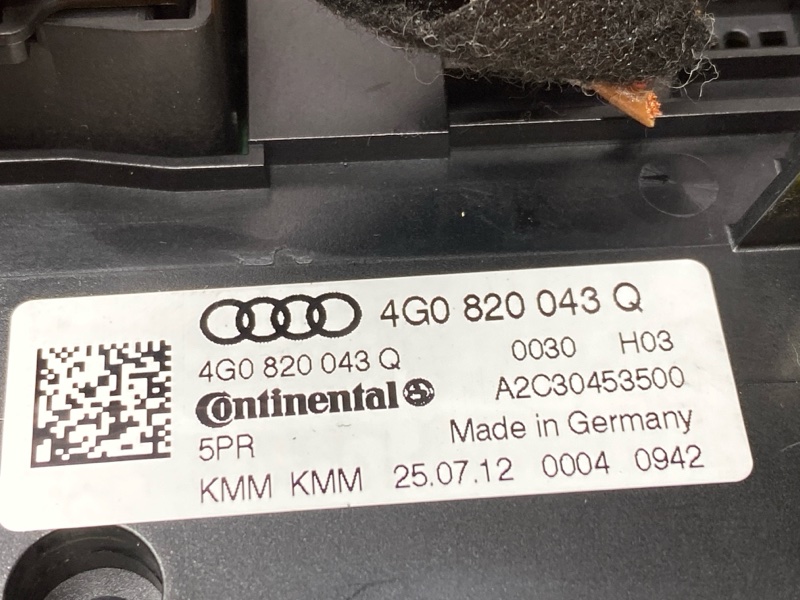 4G0 820 043 Q
4G0 820 043 Q 0030 H03
Continental A2C30453500
5PR Made in Germany
KMM KMM 25.07.12 0004 0942